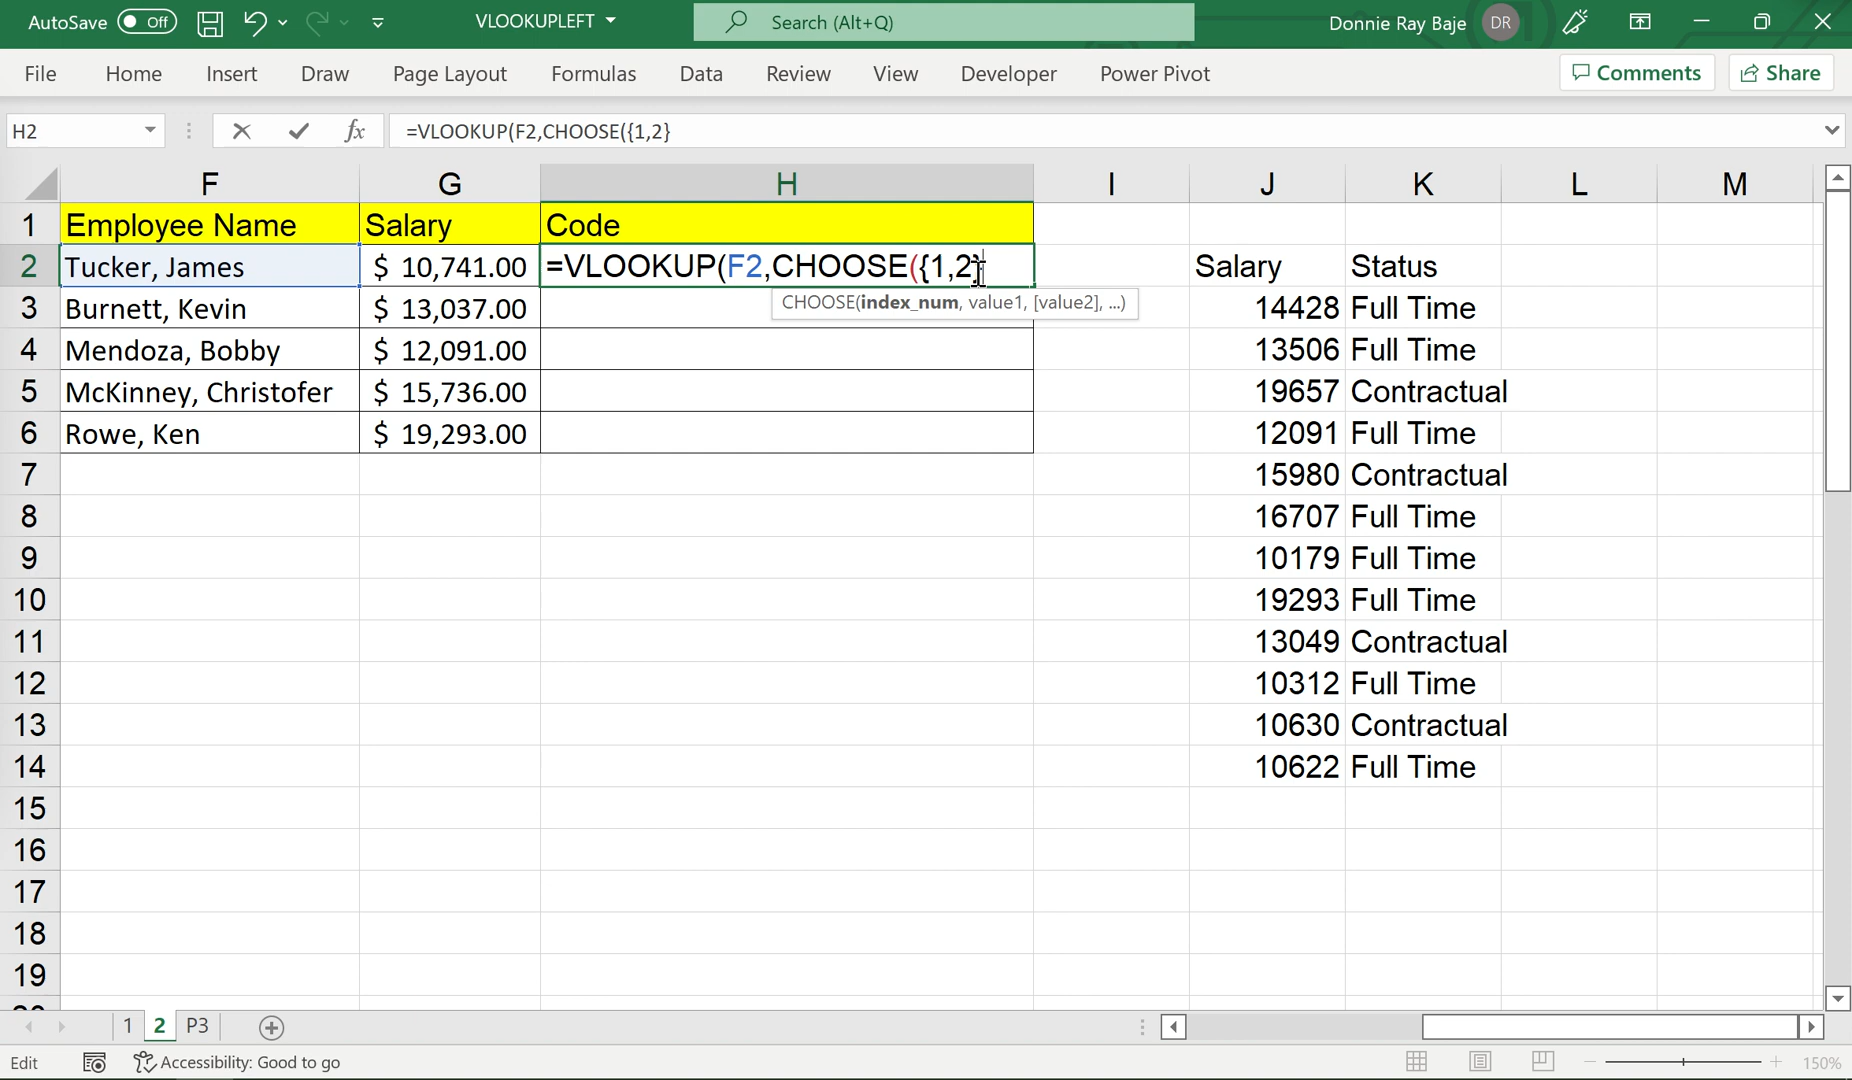 AutoSave Off VLOOKUPLEFT Search (Alt+Q) Donnie Ray Baje DR
File Home Insert Draw Page Layout Formulas Data Review View Developer Power Pivot Comments Share
H2 fx =VLOOKUP(F2,CHOOSE({1,2}
F G H I J K L M
1 Employee Name Salary Code
2 Tucker, James $ 10,741.00 =VLOOKUP(F2,CHOOSE({1,2} Salary Status
CHOOSE(index_num, value1, [value2], ...)
3 Burnett, Kevin $ 13,037.00 14428 Full Time
4 Mendoza, Bobby $ 12,091.00 13506 Full Time
5 McKinney, Christofer $ 15,736.00 19657 Contractual
6 Rowe, Ken $ 19,293.00 12091 Full Time
7 15980 Contractual
8 16707 Full Time
9 10179 Full Time
10 19293 Full Time
11 13049 Contractual
12 10312 Full Time
13 10630 Contractual
14 10622 Full Time
15
16
17
18
19
1 2 P3
Edit Accessibility: Good to go 150%